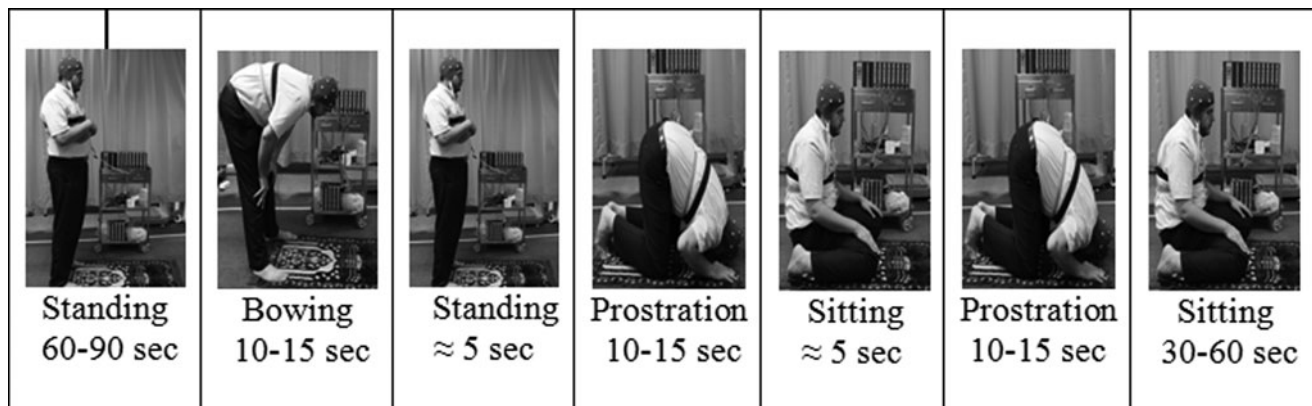 Standing
60-90 sec
Bowing
10-15 sec
Standing
≈ 5 sec
Prostration
10-15 sec
Sitting
≈ 5 sec
Prostration
10-15 sec
Sitting
30-60 sec